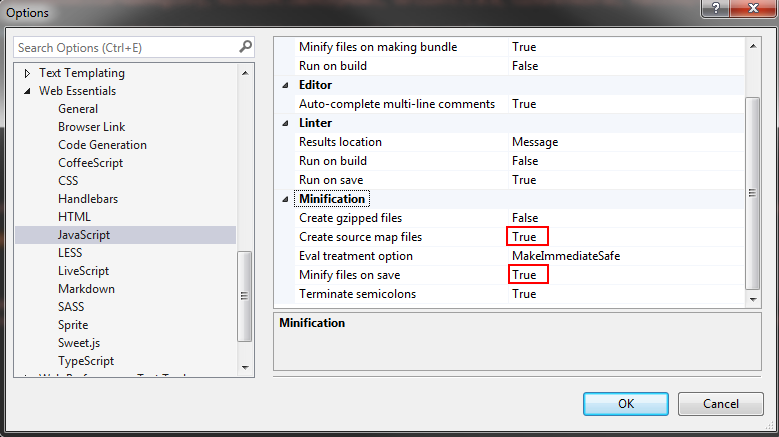 Options
Search Options (Ctrl+E)
Text Templating
Web Essentials
General
Browser Link
Code Generation
CoffeeScript
CSS
Handlebars
HTML
JavaScript
LESS
LiveScript
Markdown
SASS
Sprite
Sweet.js
TypeScript
Minify files on making bundle True
Run on build False
Editor
Auto-complete multi-line comments True
Linter
Results location Message
Run on build False
Run on save True
Minification
Create gzipped files False
Create source map files True
Eval treatment option MakeImmediateSafe
Minify files on save True
Terminate semicolons True
Minification
OK Cancel